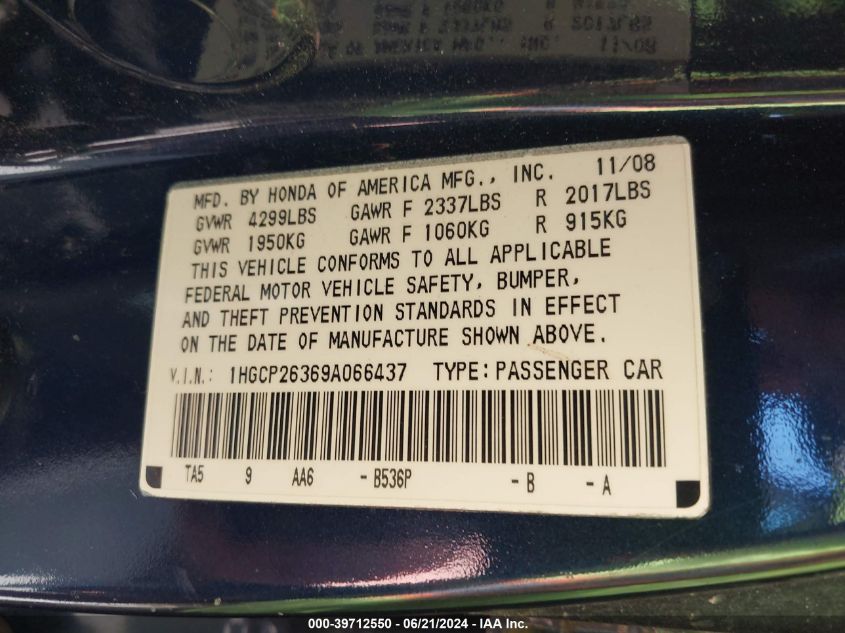 11/08
MFD. BY HONDA OF AMERICA MFG., INC. 11/08
GVWR 4299LBS GAWR F 2337LBS R 2017LBS
GVWR 1950KG GAWR F 1060KG R 915KG
THIS VEHICLE CONFORMS TO ALL APPLICABLE
FEDERAL MOTOR VEHICLE SAFETY, BUMPER,
AND THEFT PREVENTION STANDARDS IN EFFECT
ON THE DATE OF MANUFACTURE SHOWN ABOVE.
V.I.N.: 1HGCP26369A066437 TYPE:PASSENGER CAR
TA5 9 AA6 - B536P - B - A
000-39712550 - 06/21/2024 - IAA Inc.